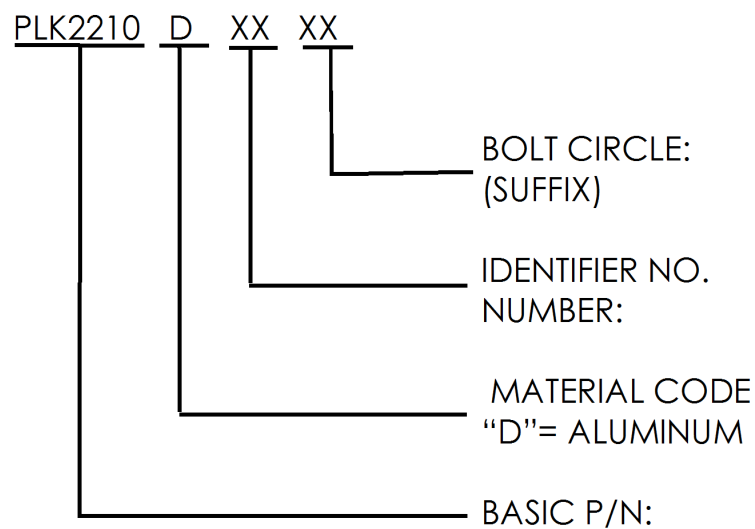 PLK2210 D XX XX
BOLT CIRCLE:
(SUFFIX)
IDENTIFIER NO.
NUMBER:
MATERIAL CODE
“D”= ALUMINUM
BASIC P/N: